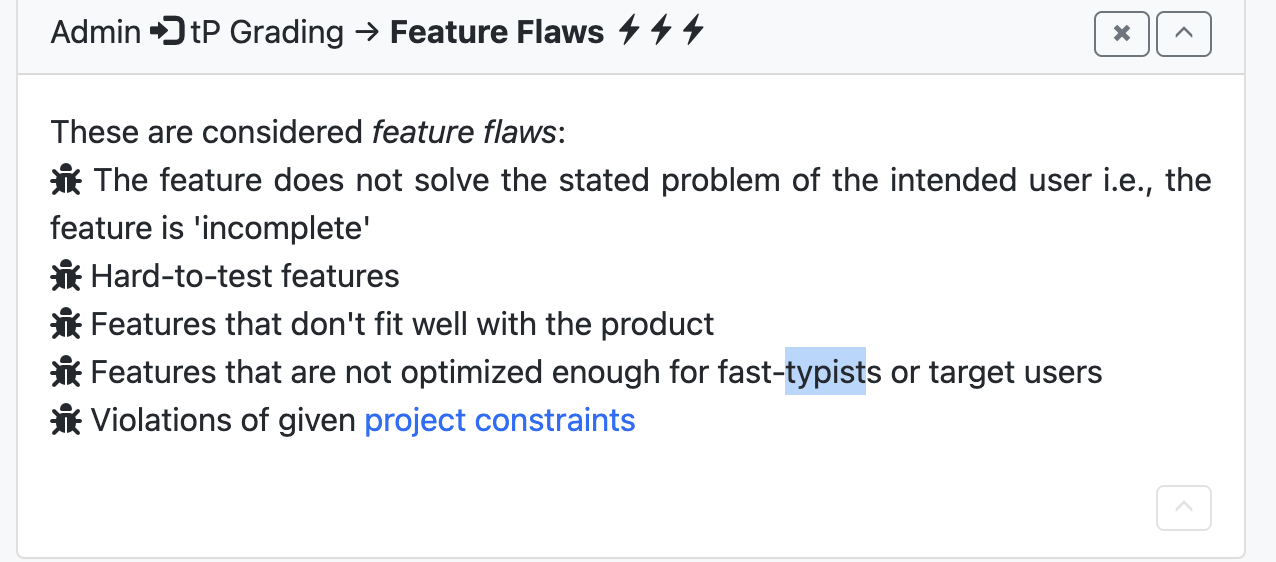 Admin tP Grading → Feature Flaws
These are considered feature flaws:
The feature does not solve the stated problem of the intended user i.e., the
feature is 'incomplete'
Hard-to-test features
Features that don't fit well with the product
Features that are not optimized enough for fast-typists or target users
Violations of given project constraints